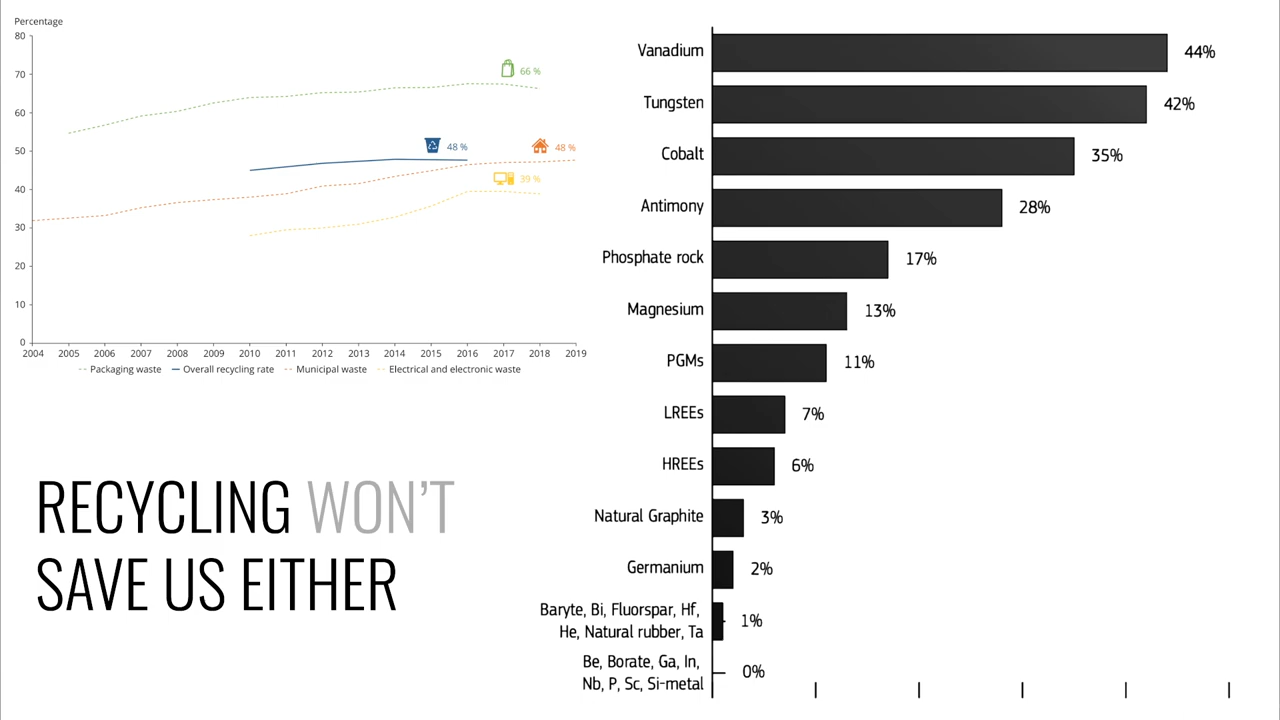 Percentage
80
70
60
50
40
30
20
10
0
66 %
48 %
48 %
39 %
2004 2005 2006 2007 2008 2009 2010 2011 2012 2013 2014 2015 2016 2017 2018 2019
Packaging waste Overall recycling rate Municipal waste Electrical and electronic waste
RECYCLING WON'T
SAVE US EITHER
Vanadium 44%
Tungsten 42%
Cobalt 35%
Antimony 28%
Phosphate rock 17%
Magnesium 13%
PGMs 11%
LREEs 7%
HREEs 6%
Natural Graphite 3%
Germanium 2%
Baryte, Bi, Fluorspar, Hf,
He, Natural rubber, Ta 1%
Be, Borate, Ga, In,
Nb, P, Sc, Si-metal 0%